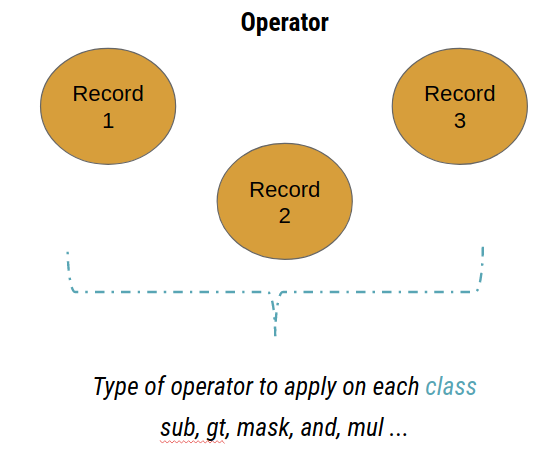 Operator
Record
1
Record
3
Record
2
Type of operator to apply on each class
sub, gt, mask, and, mul ...